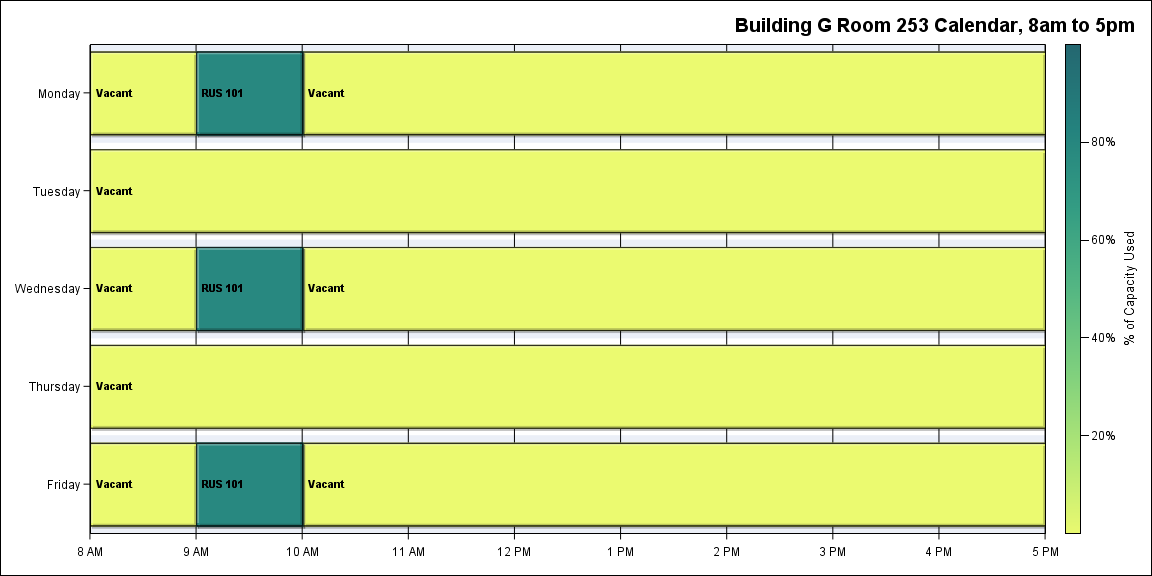 Building G Room 253 Calendar, 8am to 5pm
Monday
Vacant
RUS 101
Vacant
Tuesday
Vacant
Wednesday
Vacant
RUS 101
Vacant
Thursday
Vacant
Friday
Vacant
RUS 101
Vacant
8 AM 9 AM 10 AM 11 AM 12 PM 1 PM 2 PM 3 PM 4 PM 5 PM
80%
60%
40%
20%
% of Capacity Used